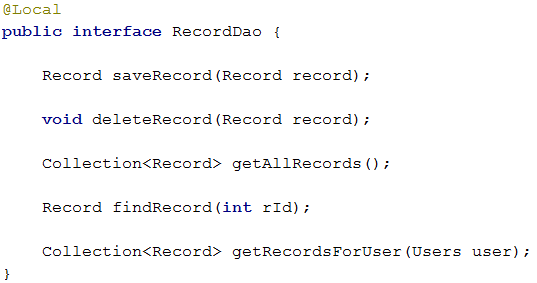 @Local
public interface RecordDao {
Record saveRecord(Record record);
void deleteRecord(Record record);
Collection<Record> getAllRecords();
Record findRecord(int rId);
Collection<Record> getRecordsForUser(Users user);
}